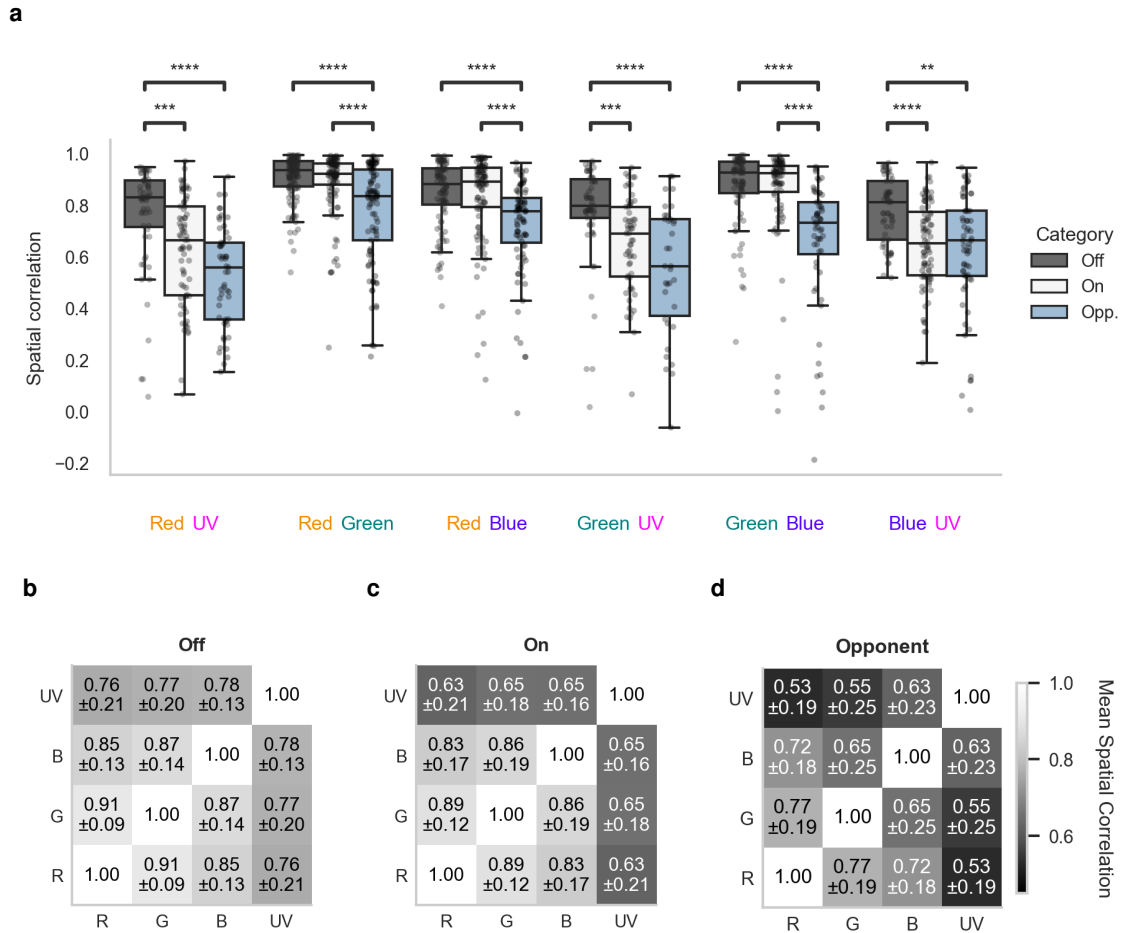 a
**** **** **** **** **** **
*** **** **** *** **** ****
1.0
0.8
0.6
0.4
0.2
0.0
−0.2
Spatial correlation
Category
Off
On
Opp.
Red UV Red Green Red Blue Green UV Green Blue Blue UV
b
Off
UV 0.76 0.77 0.78 1.00
±0.21 ±0.20 ±0.13
B 0.85 0.87 1.00 0.78
±0.13 ±0.14 ±0.13
G 0.91 1.00 0.87 0.77
±0.09 ±0.14 ±0.20
R 1.00 0.91 0.85 0.76
±0.09 ±0.13 ±0.21
R G B UV
c
On
UV 0.63 0.65 0.65 1.00
±0.21 ±0.18 ±0.16
B 0.83 0.86 1.00 0.65
±0.17 ±0.19 ±0.16
G 0.89 1.00 0.86 0.65
±0.12 ±0.19 ±0.18
R 1.00 0.89 0.83 0.63
±0.12 ±0.17 ±0.21
R G B UV
d
Opponent
UV 0.53 0.55 0.63 1.00
±0.19 ±0.25 ±0.23
B 0.72 0.65 1.00 0.63
±0.18 ±0.25 ±0.23
G 0.77 1.00 0.65 0.55
±0.19 ±0.25 ±0.25
R 1.00 0.77 0.72 0.53
±0.19 ±0.18 ±0.19
R G B UV
1.0
0.8
0.6
Mean Spatial Correlation